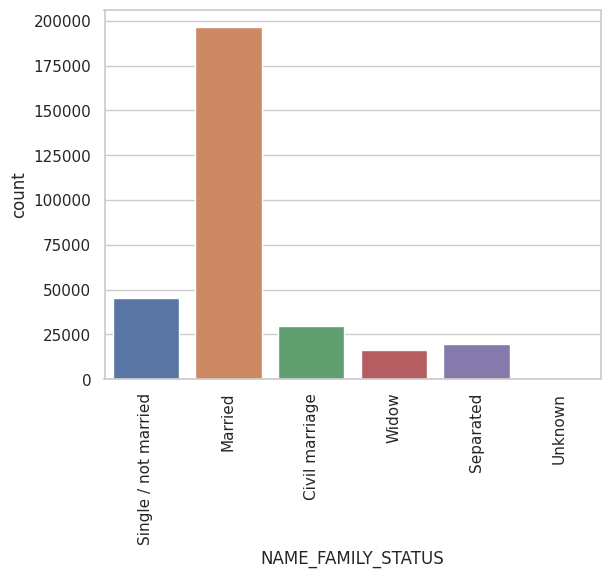 200000
175000
150000
125000
100000
75000
50000
25000
0
count
Single / not married
Married
Civil marriage
Widow
Separated
Unknown
NAME_FAMILY_STATUS